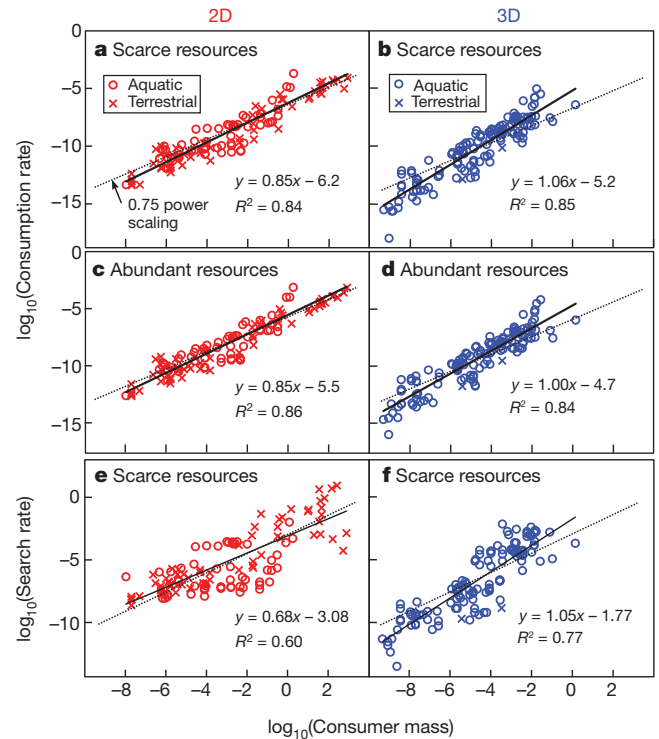 2D
3D
a Scarce resources
b Scarce resources
Aquatic
Terrestrial
Aquatic
Terrestrial
0
−5
−10
−15
0.75 power
scaling
y = 0.85x − 6.2
R² = 0.84
y = 1.06x − 5.2
R² = 0.85
log₁₀(Consumption rate)
c Abundant resources
d Abundant resources
−5
−10
−15
y = 0.85x − 5.5
R² = 0.86
y = 1.00x − 4.7
R² = 0.84
e Scarce resources
f Scarce resources
0
−5
−10
log₁₀(Search rate)
y = 0.68x − 3.08
R² = 0.60
y = 1.05x − 1.77
R² = 0.77
−8 −6 −4 −2 0 2 −8 −6 −4 −2 0 2
log₁₀(Consumer mass)